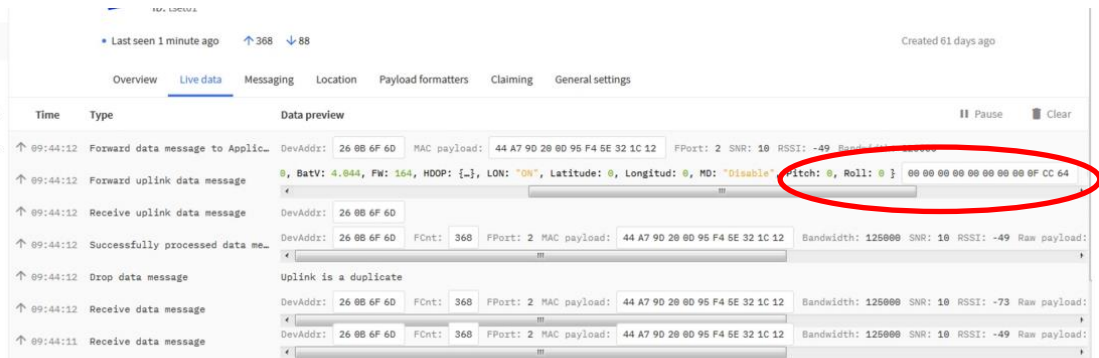 • Last seen 1 minute ago ↑ 368 ↓ 88 Created 61 days ago
Overview Live data Messaging Location Payload formatters Claiming General settings
Time Type Data preview Pause Clear
↑ 09:44:12 Forward data message to Applic… DevAddr: 26 0B 6F 6D MAC payload: 44 A7 9D 20 0D 95 F4 5E 32 1C 12 FPort: 2 SNR: 10 RSSI: -49 Bandwidth: 125000
↑ 09:44:12 Forward uplink data message 0, BatV: 4.044, FW: 164, HDOP: {…}, LON: "ON", Latitude: 0, Longitud: 0, MD: "Disable", Pitch: 0, Roll: 0 } 00 00 00 00 00 00 00 00 0F CC 64
↑ 09:44:12 Receive uplink data message DevAddr: 26 0B 6F 6D
↑ 09:44:12 Successfully processed data me… DevAddr: 26 0B 6F 6D FCnt: 368 FPort: 2 MAC payload: 44 A7 9D 20 0D 95 F4 5E 32 1C 12 Bandwidth: 125000 SNR: 10 RSSI: -49 Raw payload:
↑ 09:44:12 Drop data message Uplink is a duplicate
↑ 09:44:12 Receive data message DevAddr: 26 0B 6F 6D FCnt: 368 FPort: 2 MAC payload: 44 A7 9D 20 0D 95 F4 5E 32 1C 12 Bandwidth: 125000 SNR: 10 RSSI: -73 Raw payload:
↑ 09:44:11 Receive data message DevAddr: 26 0B 6F 6D FCnt: 368 FPort: 2 MAC payload: 44 A7 9D 20 0D 95 F4 5E 32 1C 12 Bandwidth: 125000 SNR: 10 RSSI: -49 Raw payload: